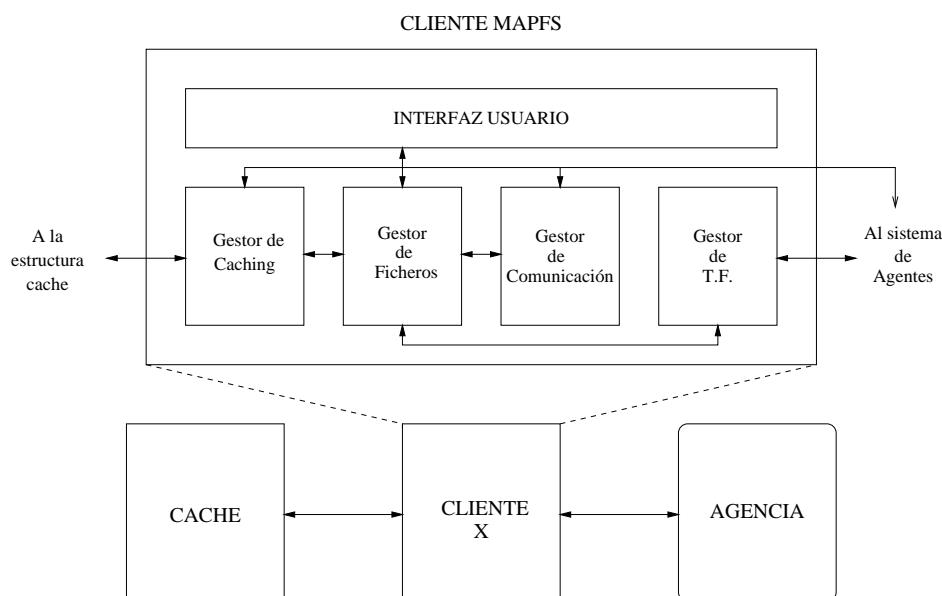 CLIENTE MAPFS
INTERFAZ USUARIO
A la
estructura
cache
Gestor de
Caching
Gestor
de
Ficheros
Gestor
de
Comunicación
Gestor
de
T.F.
Al sistema
de
Agentes
CACHE
CLIENTE
X
AGENCIA